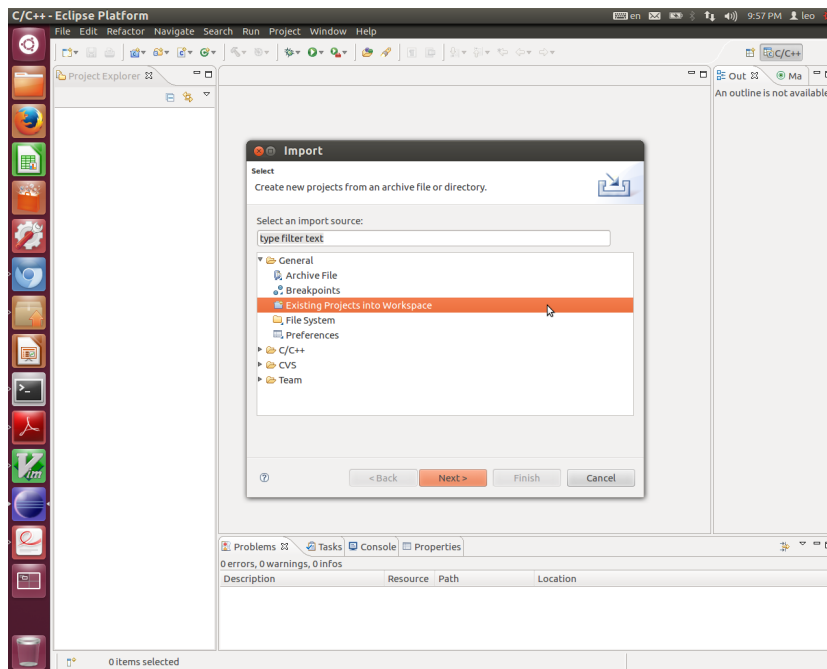 C/C++ - Eclipse Platform
en
9:57 PM
leo
File Edit Refactor Navigate Search Run Project Window Help
C/C++
Project Explorer
Out
Ma
An outline is not available
Import
Select
Create new projects from an archive file or directory.
Select an import source:
type filter text
General
Archive File
Breakpoints
Existing Projects into Workspace
File System
Preferences
C/C++
CVS
Team
< Back
Next >
Finish
Cancel
Vim
Problems
Tasks
Console
Properties
0 errors, 0 warnings, 0 infos
Description Resource Path Location
0 items selected